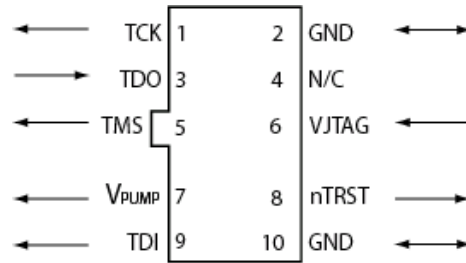 TCK 1 2 GND
TDO 3 4 N/C
TMS 5 6 VJTAG
VPUMP 7 8 nTRST
TDI 9 10 GND